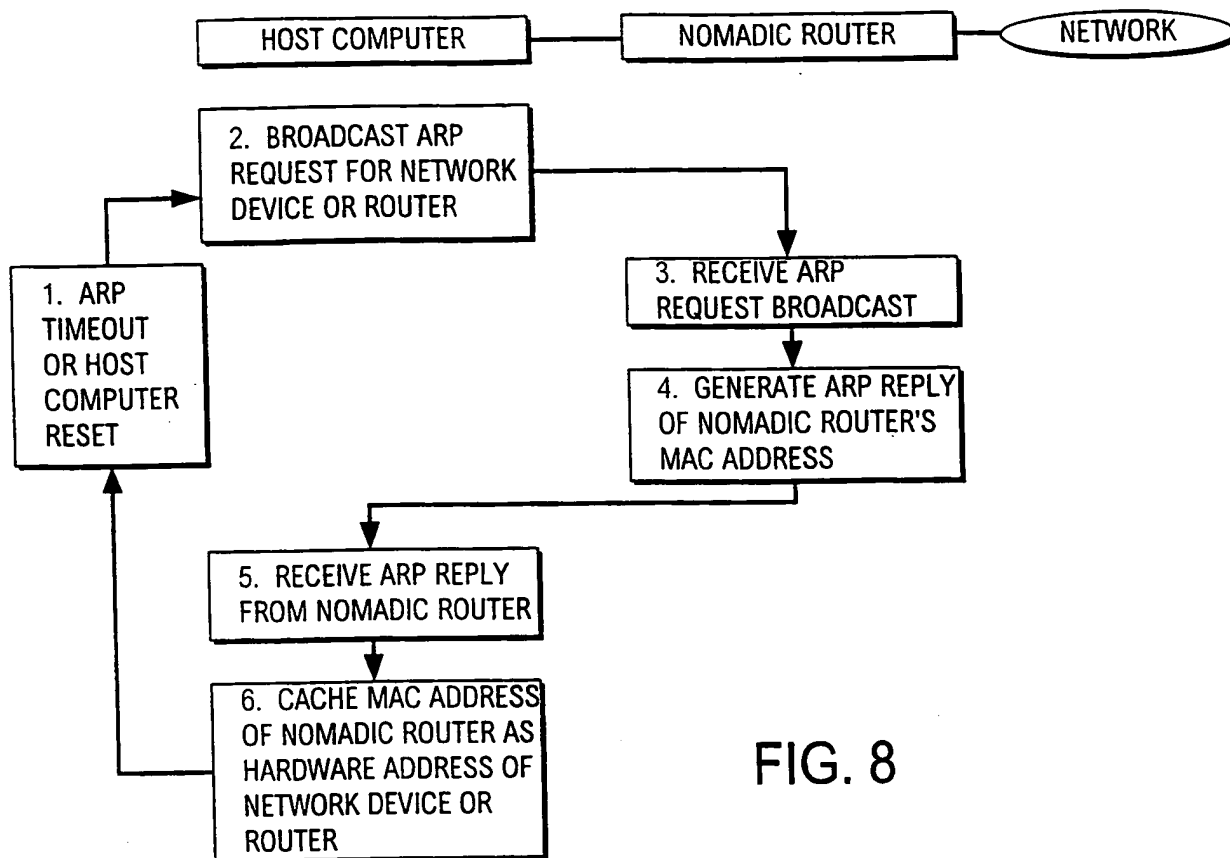 HOST COMPUTER
NOMADIC ROUTER
NETWORK
2. BROADCAST ARP
REQUEST FOR NETWORK
DEVICE OR ROUTER
1. ARP
TIMEOUT
OR HOST
COMPUTER
RESET
3. RECEIVE ARP
REQUEST BROADCAST
4. GENERATE ARP REPLY
OF NOMADIC ROUTER'S
MAC ADDRESS
5. RECEIVE ARP REPLY
FROM NOMADIC ROUTER
6. CACHE MAC ADDRESS
OF NOMADIC ROUTER AS
HARDWARE ADDRESS OF
NETWORK DEVICE OR
ROUTER
FIG. 8